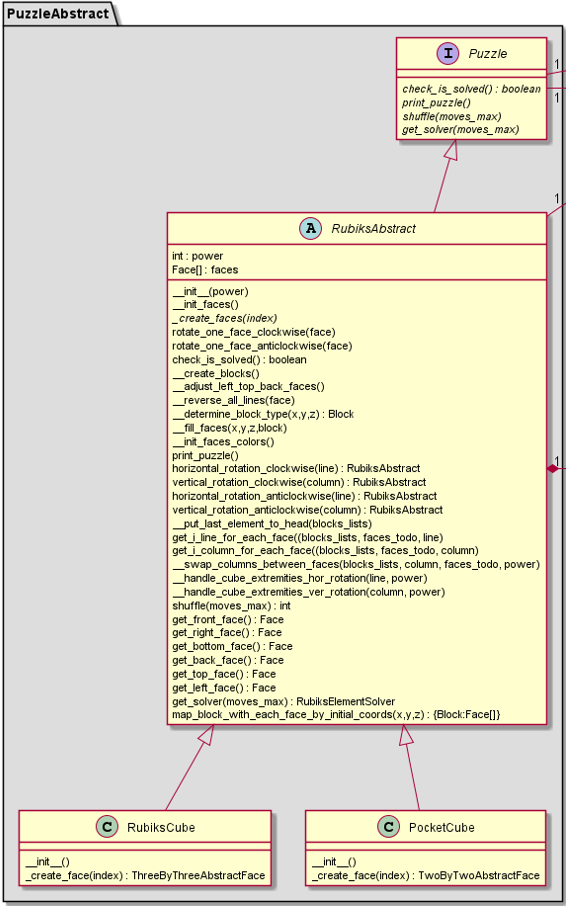 PuzzleAbstract
I Puzzle
check_is_solved() : boolean
print_puzzle()
shuffle(moves_max)
get_solver(moves_max)
1
1
1
A RubiksAbstract
int : power
Face[] : faces
__init__(power)
__init_faces()
_create_faces(index)
rotate_one_face_clockwise(face)
rotate_one_face_anticlockwise(face)
check_is_solved() : boolean
__create_blocks()
__adjust_left_top_back_faces()
__reverse_all_lines(face)
__determine_block_type(x,y,z) : Block
__fill_faces(x,y,z,block)
__init_faces_colors()
print_puzzle()
horizontal_rotation_clockwise(line) : RubiksAbstract
vertical_rotation_clockwise(column) : RubiksAbstract
horizontal_rotation_anticlockwise(line) : RubiksAbstract
vertical_rotation_anticlockwise(column) : RubiksAbstract
__put_last_element_to_head(blocks_lists)
get_i_line_for_each_face((blocks_lists, faces_todo, line)
get_i_column_for_each_face((blocks_lists, faces_todo, column)
__swap_columns_between_faces(blocks_lists, column, faces_todo, power)
__handle_cube_extremities_hor_rotation(line, power)
__handle_cube_extremities_ver_rotation(column, power)
shuffle(moves_max) : int
get_front_face() : Face
get_right_face() : Face
get_bottom_face() : Face
get_back_face() : Face
get_top_face() : Face
get_left_face() : Face
get_solver(moves_max) : RubiksElementSolver
map_block_with_each_face_by_initial_coords(x,y,z) : {Block:Face[]}
1
C RubiksCube
__init__()
_create_face(index) : ThreeByThreeAbstractFace
C PocketCube
__init__()
_create_face(index) : TwoByTwoAbstractFace